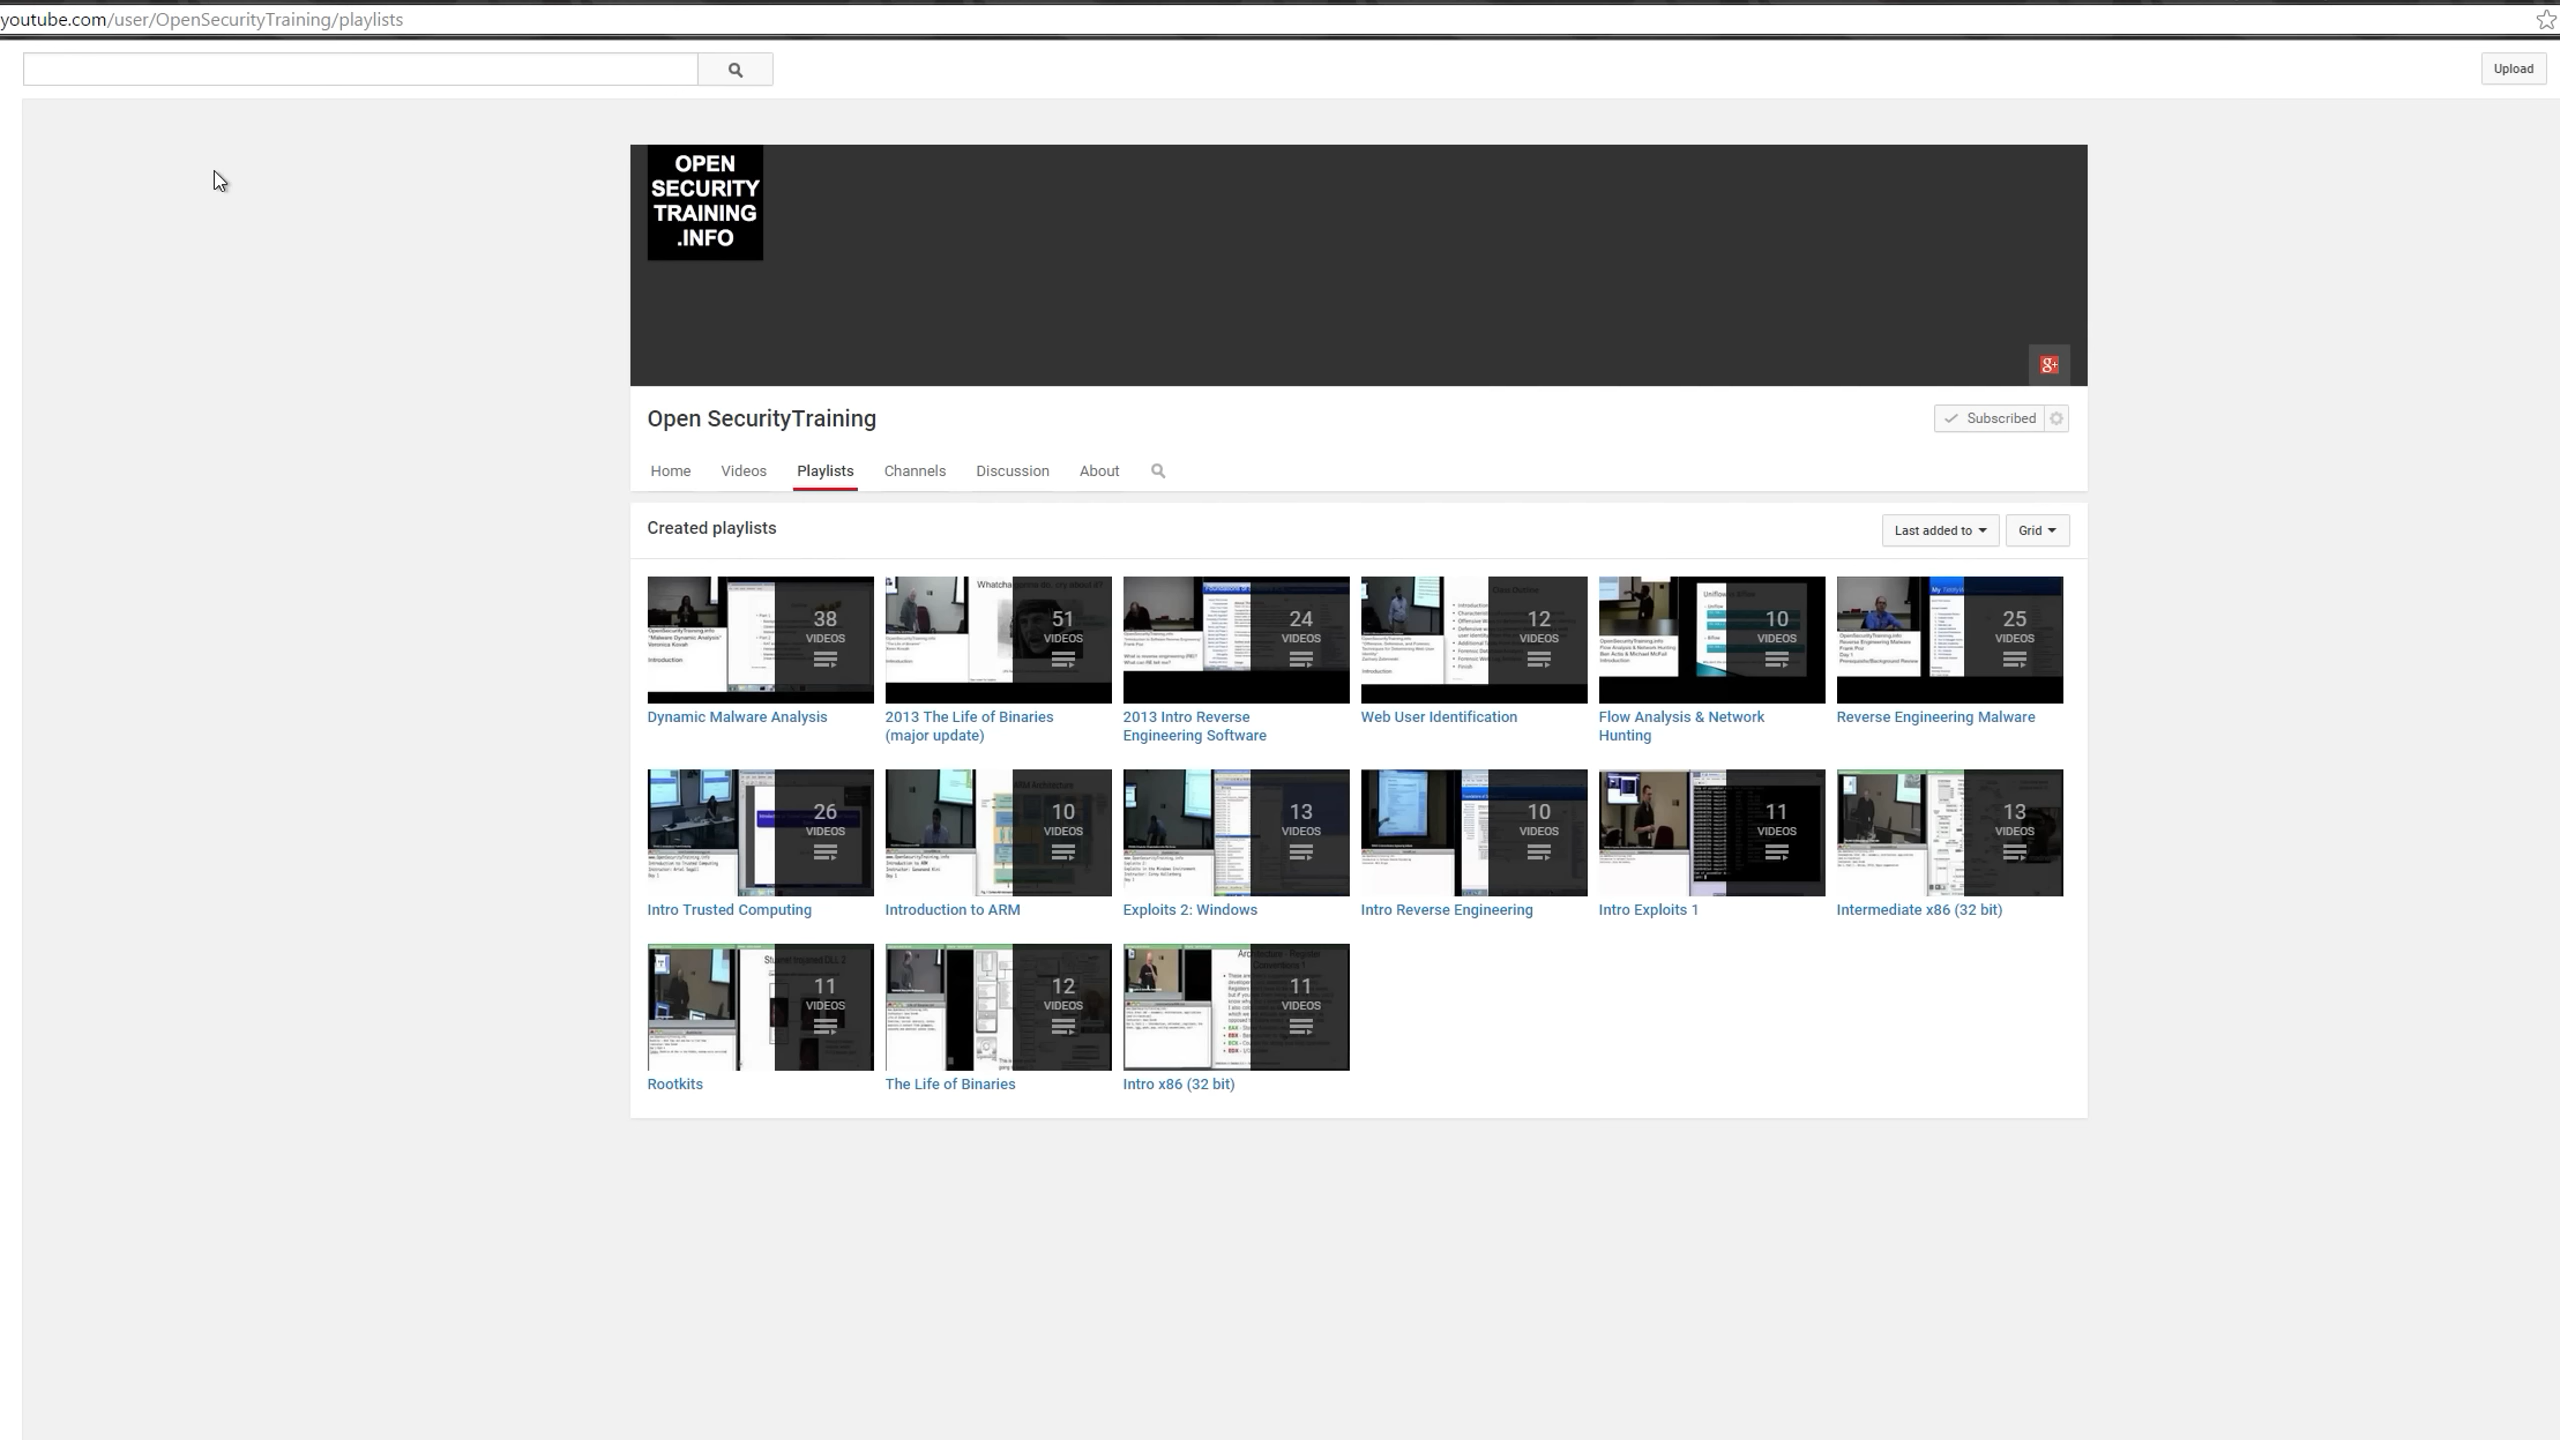 youtube.com/user/OpenSecurityTraining/playlists
Upload
OPEN
SECURITY
TRAINING
.INFO
g+
Open SecurityTraining
Subscribed
Home Videos Playlists Channels Discussion About
Created playlists
Last added to Grid
38 VIDEOS
51 VIDEOS
24 VIDEOS
12 VIDEOS
10 VIDEOS
25 VIDEOS
Dynamic Malware Analysis
2013 The Life of Binaries
(major update)
2013 Intro Reverse
Engineering Software
Web User Identification
Flow Analysis & Network
Hunting
Reverse Engineering Malware
26 VIDEOS
10 VIDEOS
13 VIDEOS
10 VIDEOS
11 VIDEOS
13 VIDEOS
Intro Trusted Computing
Introduction to ARM
Exploits 2: Windows
Intro Reverse Engineering
Intro Exploits 1
Intermediate x86 (32 bit)
11 VIDEOS
12 VIDEOS
11 VIDEOS
Rootkits
The Life of Binaries
Intro x86 (32 bit)